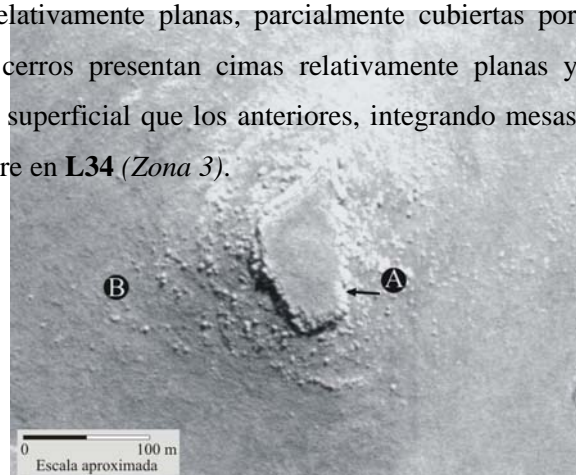 elativamente planas, parcialmente cubiertas por
cerros presentan cimas relativamente planas y
superficial que los anteriores, integrando mesas
re en L34 (Zona 3).
A
B
0 100 m
Escala aproximada